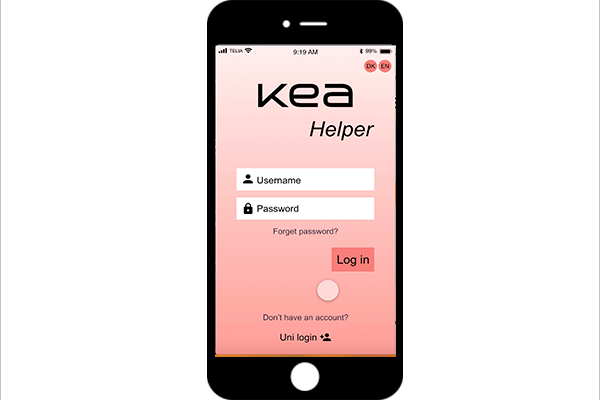 TELIA 9:19 AM 99%
DK EN
kea
Helper
Username
Password
Forget password?
Log in
Don't have an account?
Uni login